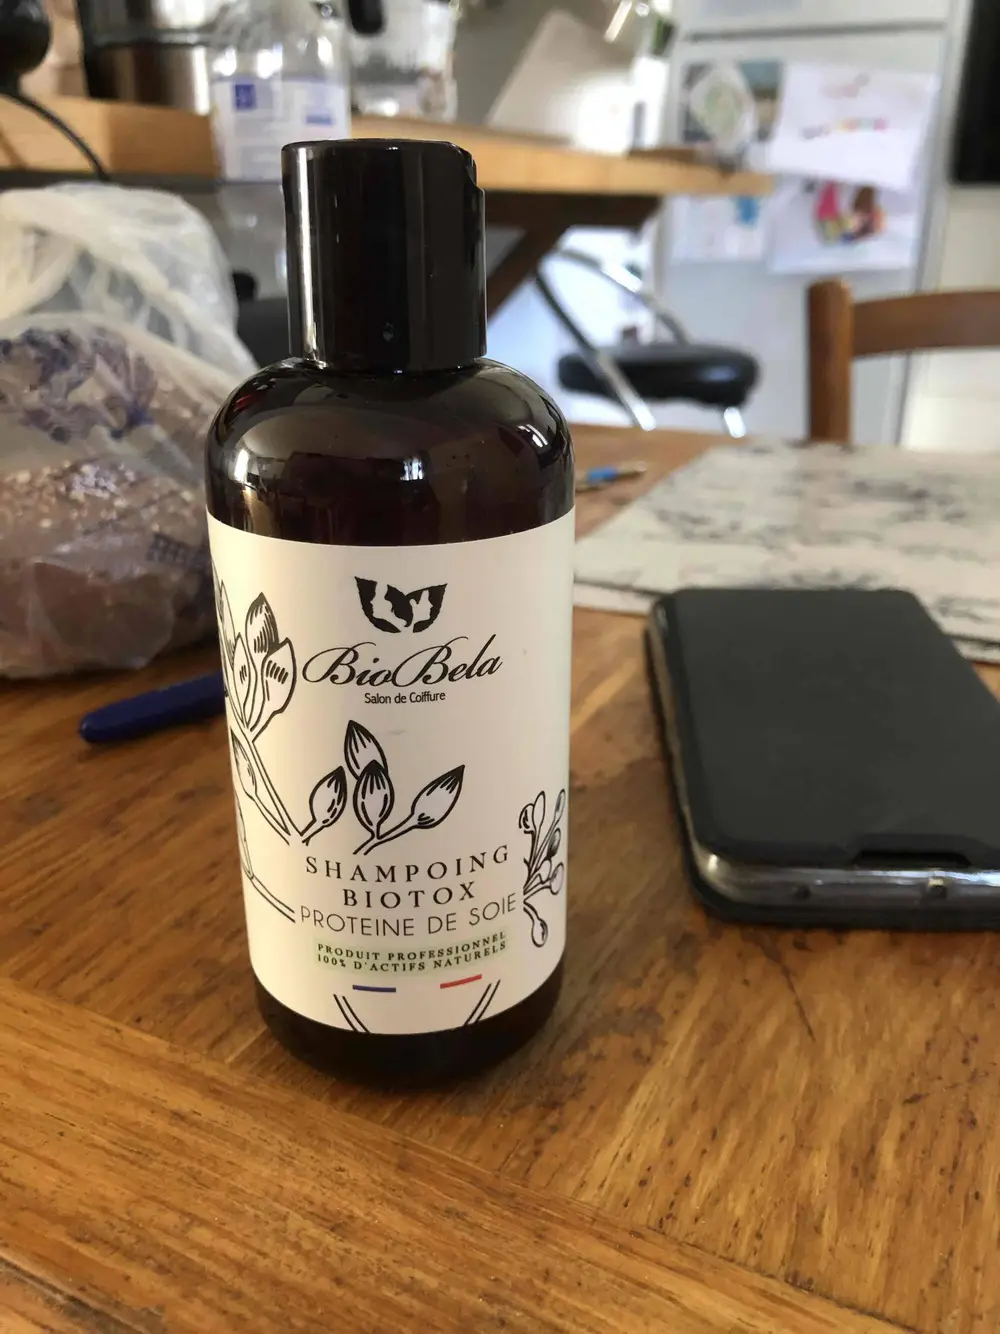 BioBela
Salon de Coiffure
SHAMPOING
BIOTOX
PROTEINE DE SOIE
PRODUIT PROFESSIONNEL
100% D'ACTIFS NATURELS